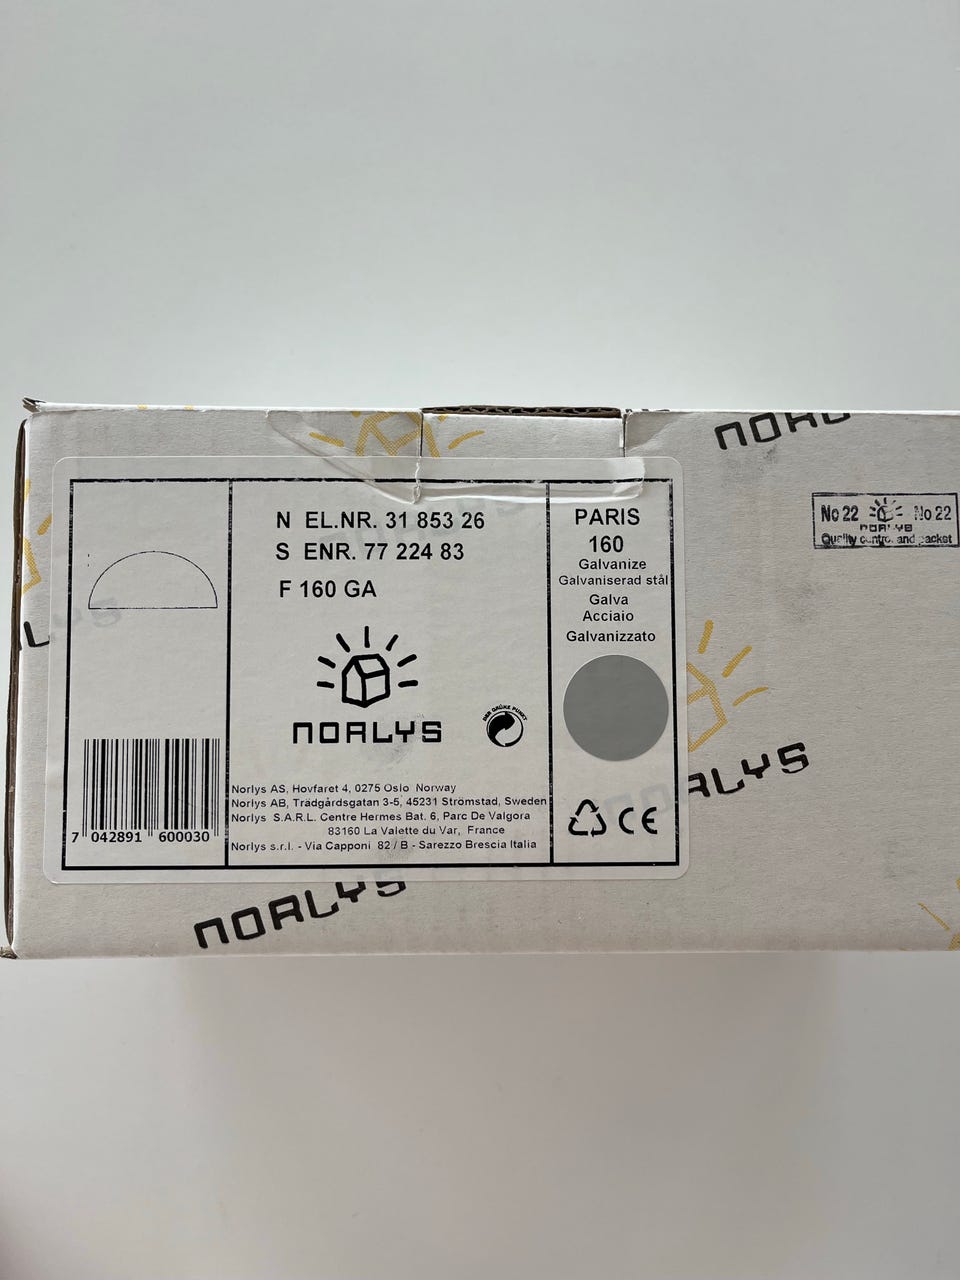 N EL.NR. 31 853 26
S ENR. 77 224 83
F 160 GA
NORLYS
DER GRÜNE PUNKT
Norlys AS, Hovfaret 4, 0275 Oslo Norway
Norlys AB, Trädgårdsgatan 3-5, 45231 Strömstad, Sweden
Norlys S.A.R.L. Centre Hermes Bat. 6, Parc De Valgora
83160 La Valette du Var, France
Norlys s.r.l. - Via Capponi 82 / B - Sarezzo Brescia Italia
7 042891 600030
PARIS
160
Galvanize
Galvaniserad stål
Galva
Acciaio
Galvanizzato
CE
No 22 No 22
NORLYS
Quality control and packet
NORLYS
NORLYS